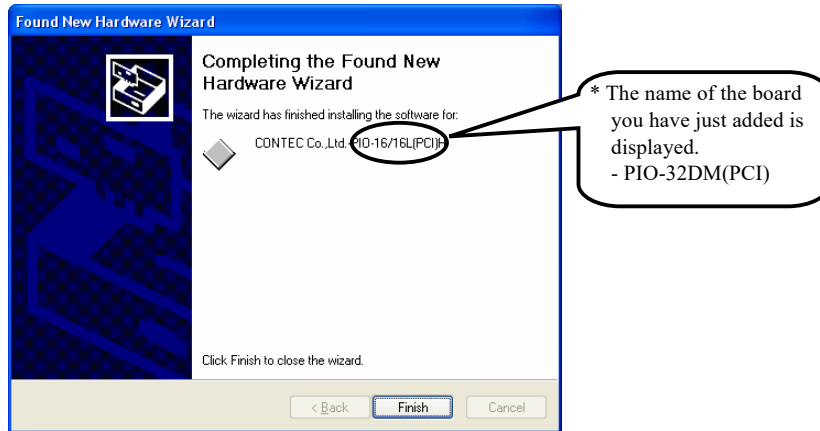 Found New Hardware Wizard
Completing the Found New
Hardware Wizard
The wizard has finished installing the software for:
CONTEC Co.,Ltd.-PIO-16/16L(PCI)H
* The name of the board
you have just added is
displayed.
- PIO-32DM(PCI)
Click Finish to close the wizard.
< Back
Finish
Cancel